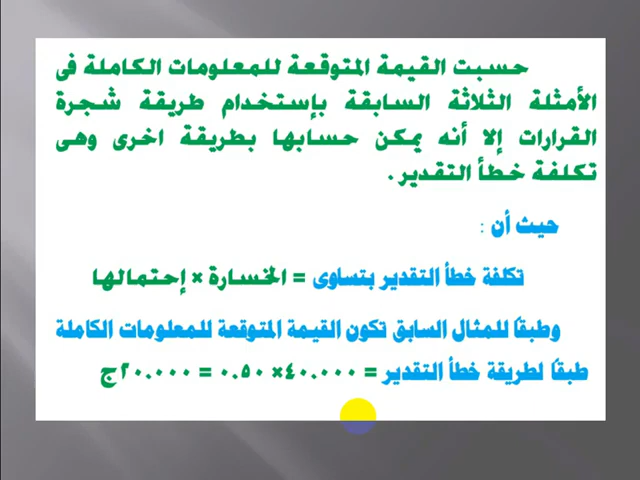 حسبت القيمة المتوقعة للمعلومات الكاملة فى
الأمثلة الثلاثة السابقة بإستخدام طريقة شجرة
القرارات إلا أنه يمكن حسابها بطريقة اخرى وهى
تكلفة خطأ التقدير.
حيث أن :
تكلفة خطأ التقدير بتساوى = الخسارة × إحتمالها
وطبقا للمثال السابق تكون القيمة المتوقعة للمعلومات الكاملة
طبقا لطريقة خطأ التقدير = ٤٠.٠٠٠× ٠.٥٠ = ٢٠.٠٠٠ج